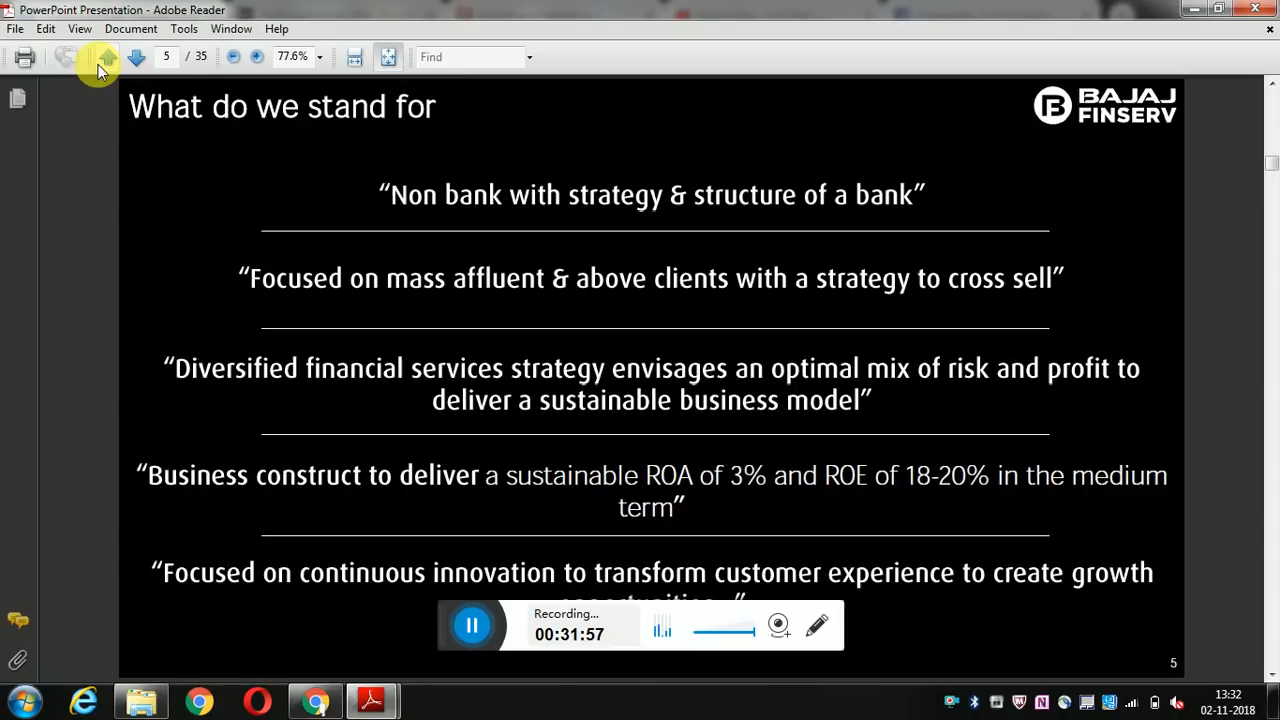 PowerPoint Presentation - Adobe Reader
File Edit View Document Tools Window Help
5 / 35 77.6% Find
What do we stand for
BAJAJ
FINSERV
“Non bank with strategy & structure of a bank”
“Focused on mass affluent & above clients with a strategy to cross sell”
“Diversified financial services strategy envisages an optimal mix of risk and profit to
deliver a sustainable business model”
“Business construct to deliver a sustainable ROA of 3% and ROE of 18-20% in the medium
term”
“Focused on continuous innovation to transform customer experience to create growth
Recording...
00:31:57
5
13:32
02-11-2018